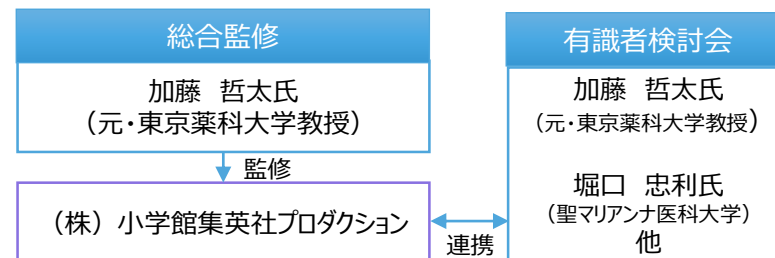 総合監修
加藤 哲太氏
（元・東京薬科大学教授）
監修
（株）小学館集英社プロダクション
連携
有識者検討会
加藤 哲太氏
（元・東京薬科大学教授）
堀口 忠利氏
（聖マリアンナ医科大学）
他